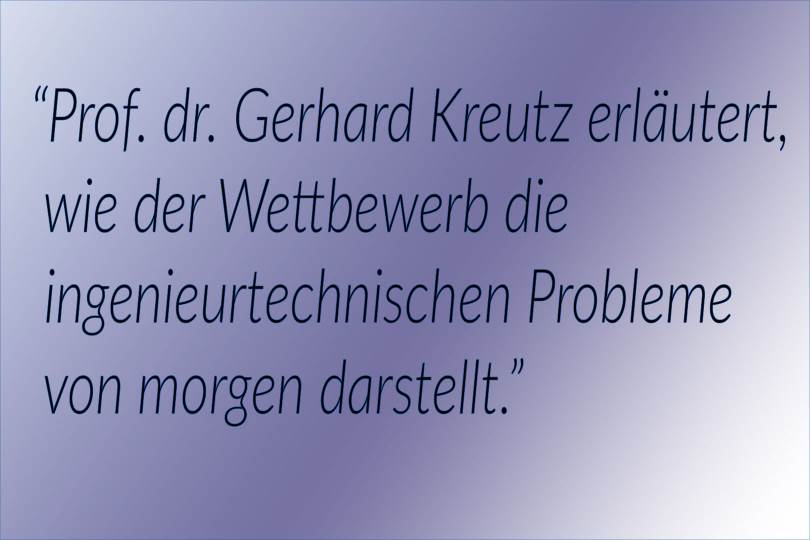 “Prof. dr. Gerhard Kreutz erläutert,
wie der Wettbewerb die
ingenieurtechnischen Probleme
von morgen darstellt.”